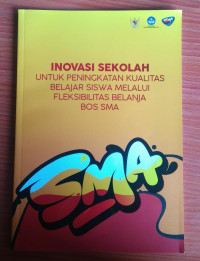 INOVASI SEKOLAH
UNTUK PENINGKATAN KUALITAS
BELAJAR SISWA MELALUI
FLEKSIBILITAS BELANJA
BOS SMA
SMA